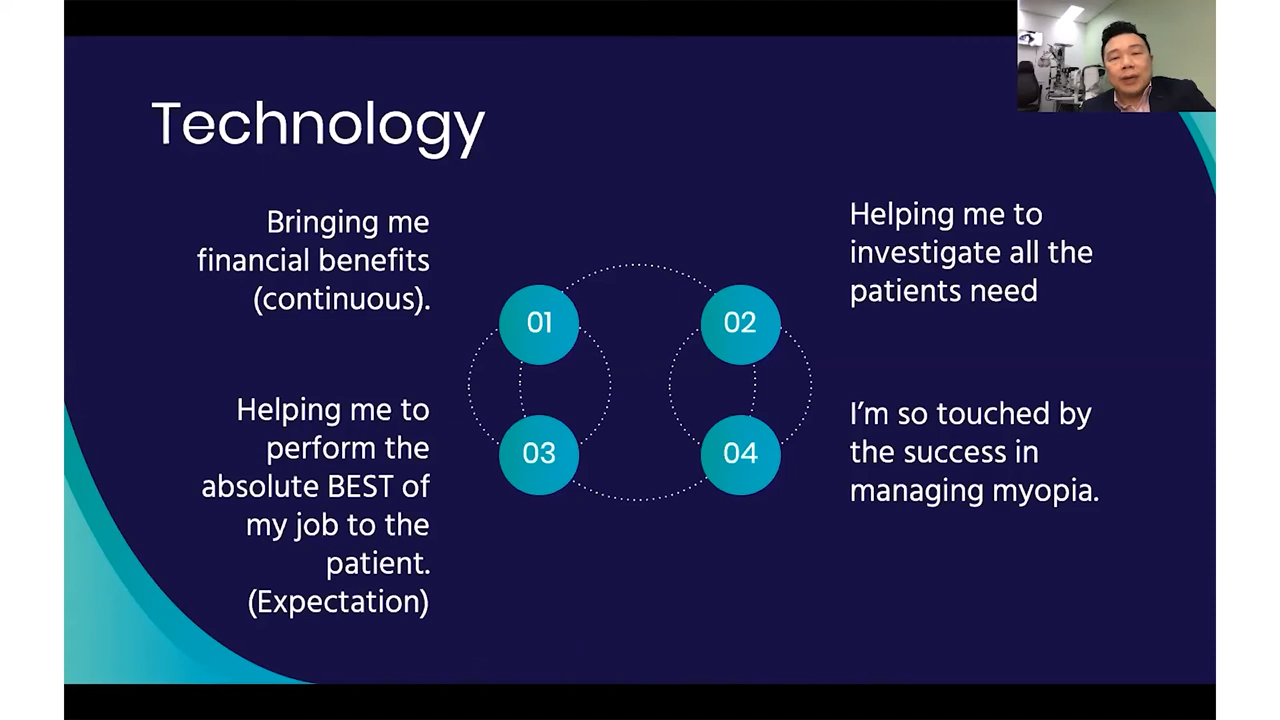 Technology
Bringing me
financial benefits
(continuous).
01
02
Helping me to
investigate all the
patients need
Helping me to
perform the
absolute BEST of
my job to the
patient.
(Expectation)
03
04
I'm so touched by
the success in
managing myopia.